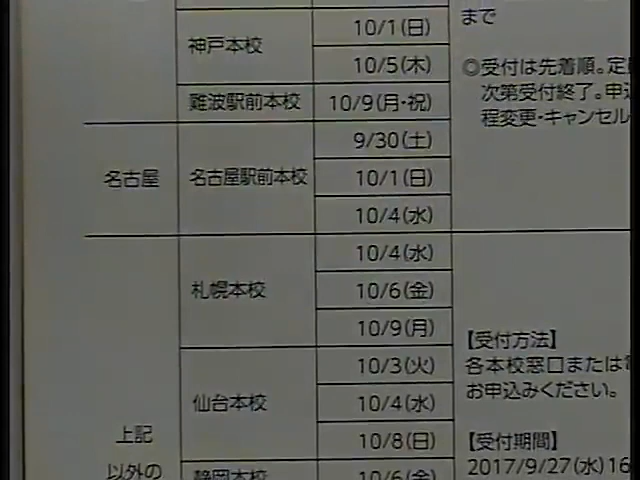 神戸本校
10/1(日)
10/5(木)
難波駅前本校
10/9(月・祝)
名古屋
名古屋駅前本校
9/30(土)
10/1(日)
10/4(水)
札幌本校
10/4(水)
10/6(金)
10/9(月)
仙台本校
10/3(火)
10/4(水)
10/8(日)
静岡本校
10/6(金)
上記
以外の
まで
◎受付は先着順。定
次第受付終了。申込
程変更・キャンセル
【受付方法】
各本校窓口または
お申込みください。
【受付期間】
2017/9/27(水)16